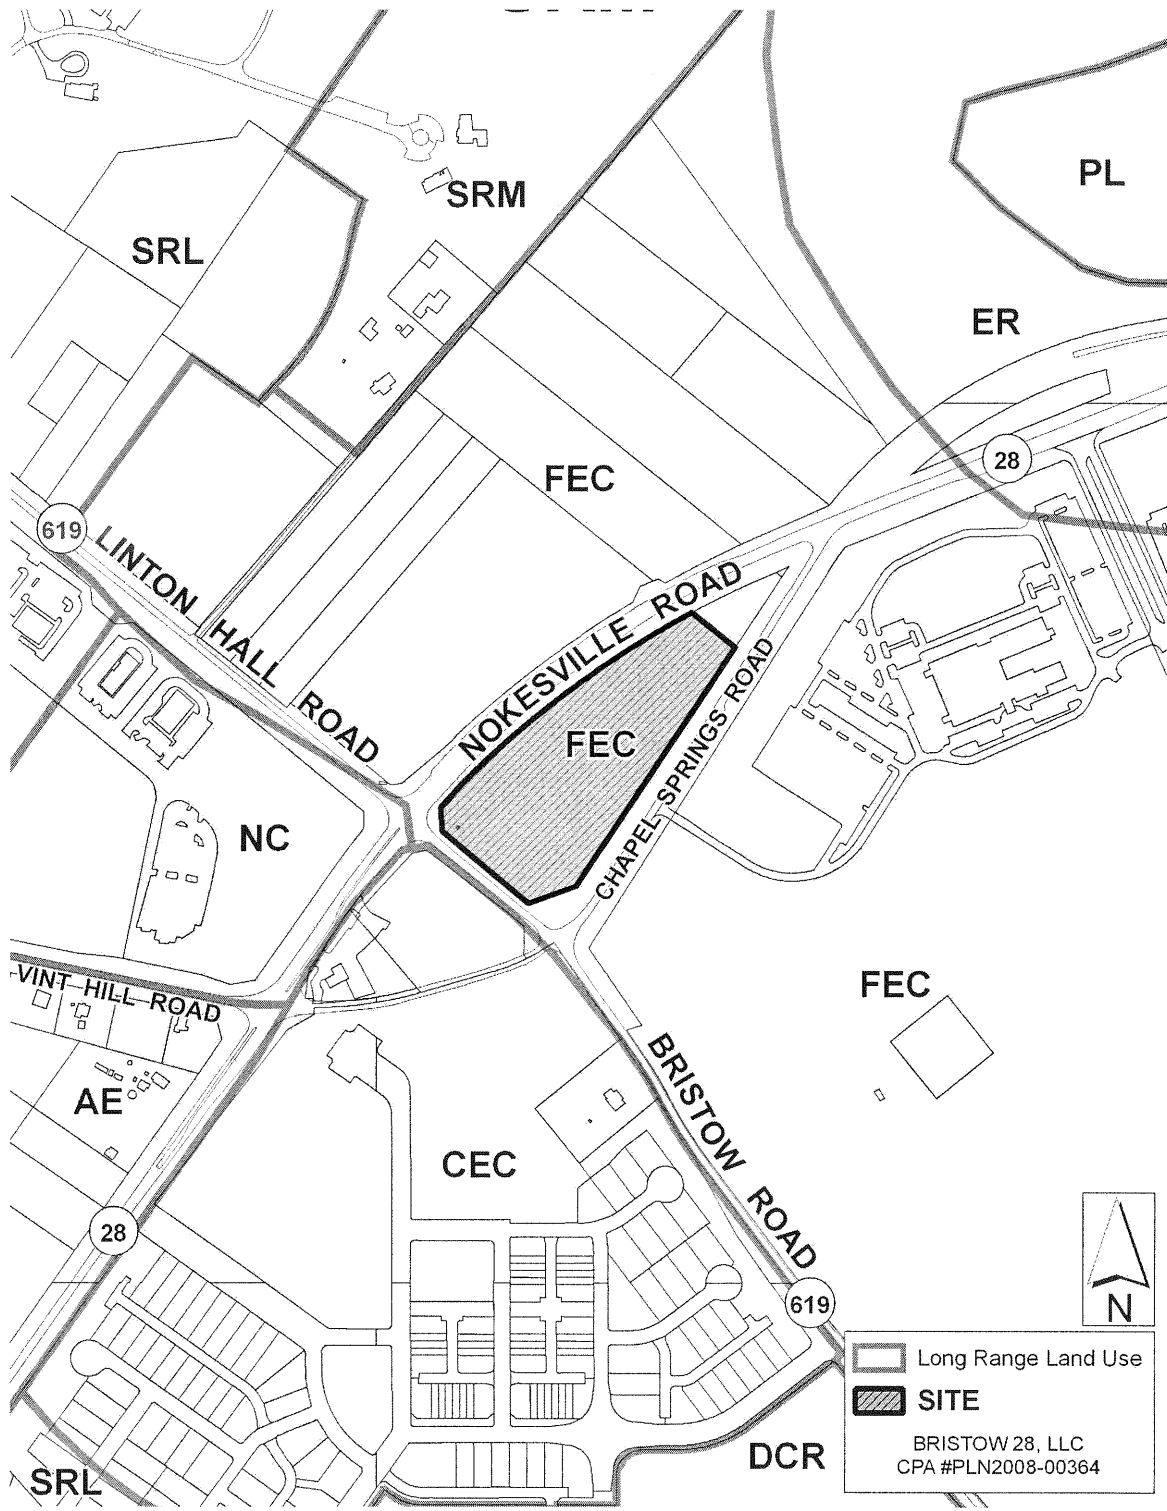 PL
SRM
SRL
ER
28
FEC
619
LINTON HALL ROAD
NOKESVILLE ROAD
FEC
CHAPEL SPRINGS ROAD
NC
VINT HILL ROAD
FEC
BRISTOW ROAD
AE
CEC
28
619
N
Long Range Land Use
SITE
BRISTOW 28, LLC
CPA #PLN2008-00364
DCR
SRL